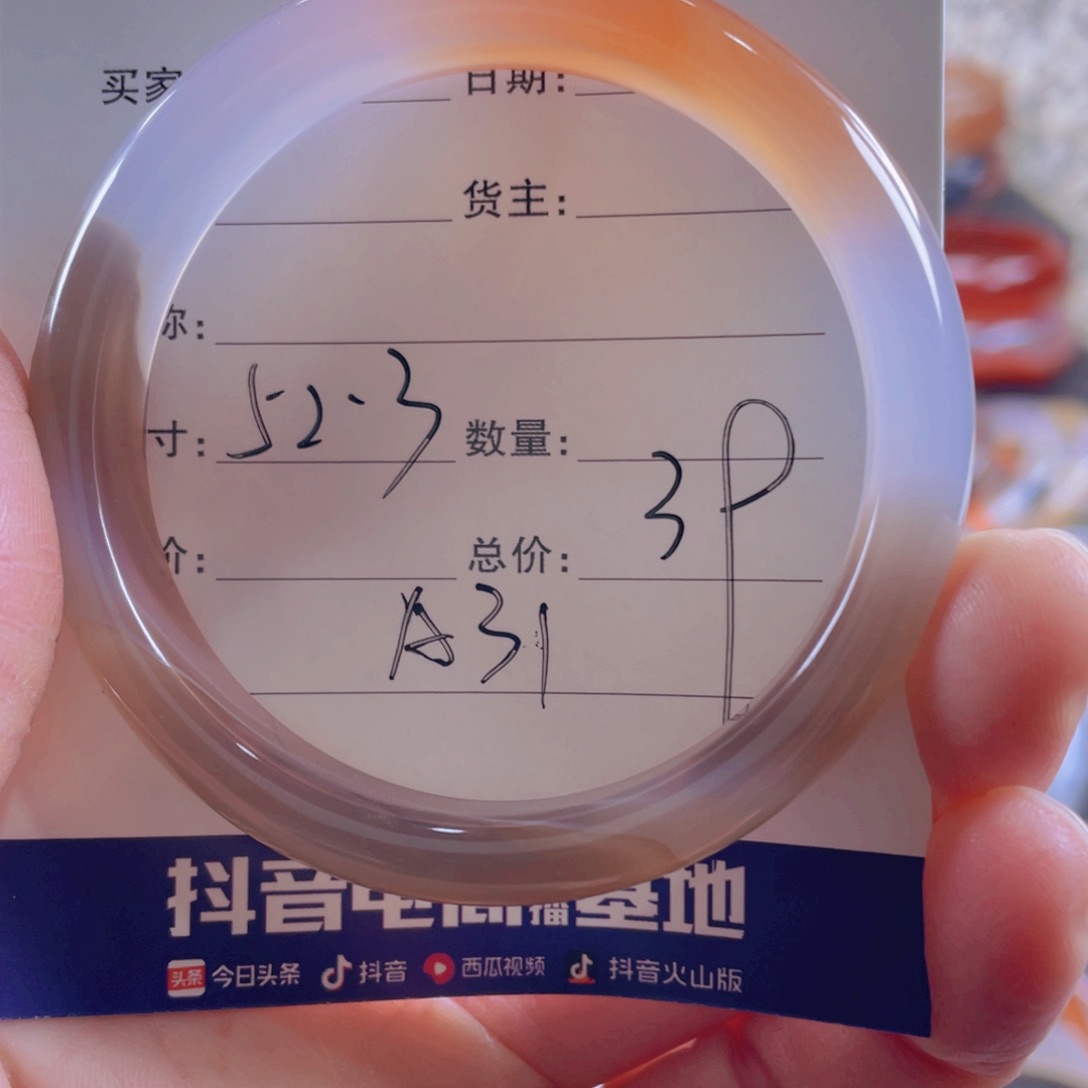 买家 日期:
货主:
称:
寸: 52.3 数量:
3P
价: 总价:
A31
抖音电商直播基地
头条 今日头条 抖音 西瓜视频 抖音火山版